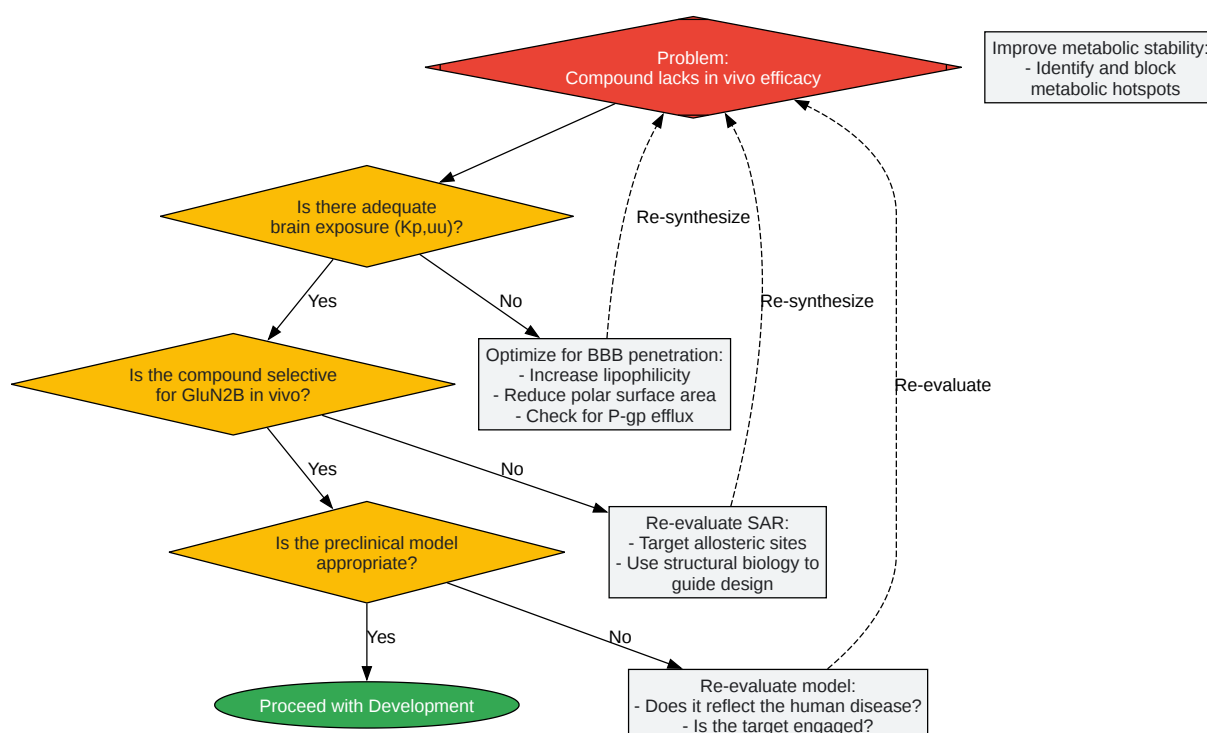 Problem:
Compound lacks in vivo efficacy
Improve metabolic stability:
- Identify and block
metabolic hotspots
Is there adequate
brain exposure (Kp,uu)?
Re-synthesize
Re-synthesize
Yes
No
Is the compound selective
for GluN2B in vivo?
Optimize for BBB penetration:
- Increase lipophilicity
- Reduce polar surface area
- Check for P-gp efflux
Re-evaluate
Yes
No
Is the preclinical model
appropriate?
Re-evaluate SAR:
- Target allosteric sites
- Use structural biology to
guide design
Yes
No
Proceed with Development
Re-evaluate model:
- Does it reflect the human disease?
- Is the target engaged?